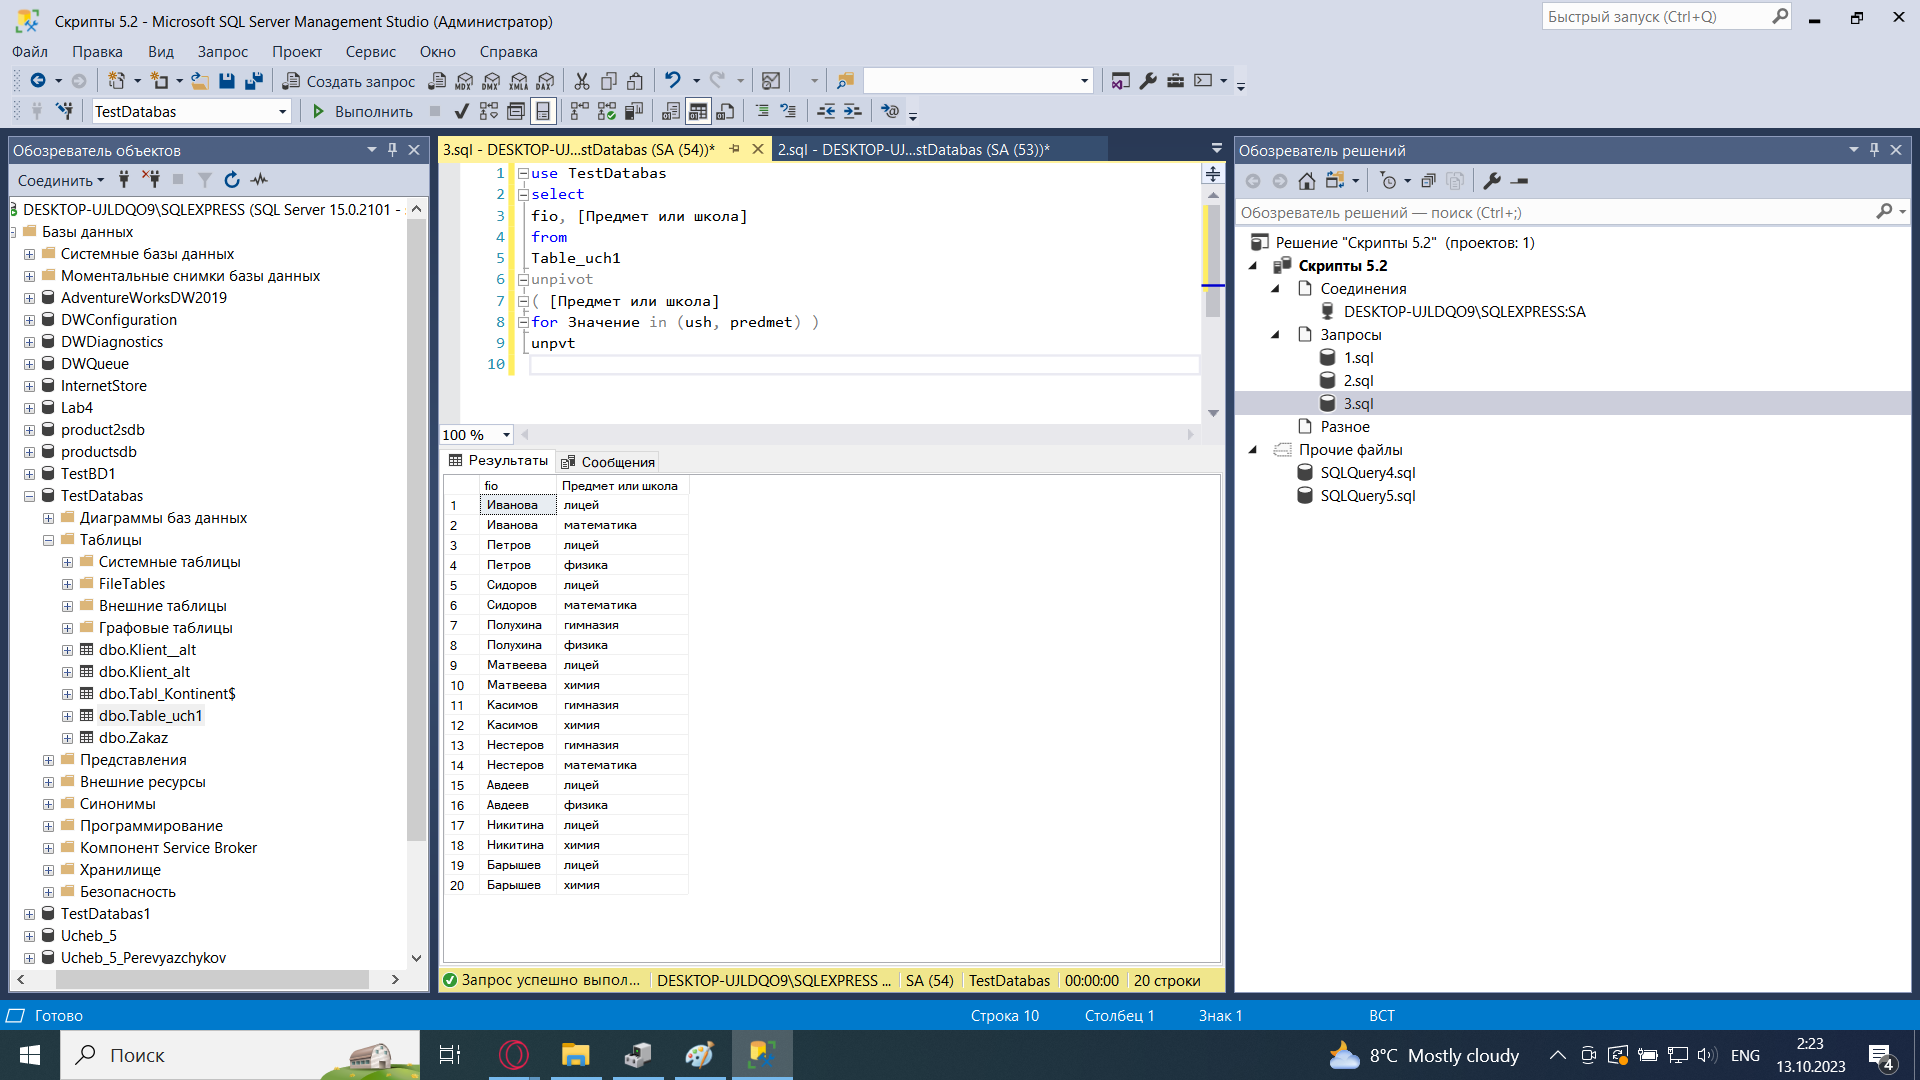 Скрипты 5.2 - Microsoft SQL Server Management Studio (Администратор)
Быстрый запуск (Ctrl+Q)
Файл Правка Вид Запрос Проект Сервис Окно Справка
Создать запрос
MDX DMX XMLA DAX
TestDatabas
Выполнить
Обозреватель объектов
Соединить
DESKTOP-UJLDQO9\SQLEXPRESS (SQL Server 15.0.2101 -
Базы данных
Системные базы данных
Моментальные снимки базы данных
AdventureWorksDW2019
DWConfiguration
DWDiagnostics
DWQueue
InternetStore
Lab4
product2sdb
productsdb
TestBD1
TestDatabas
Диаграммы баз данных
Таблицы
Системные таблицы
FileTables
Внешние таблицы
Графовые таблицы
dbo.Klient__alt
dbo.Klient_alt
dbo.Tabl_Kontinent$
dbo.Table_uch1
dbo.Zakaz
Представления
Внешние ресурсы
Синонимы
Программирование
Компонент Service Broker
Хранилище
Безопасность
TestDatabas1
Ucheb_5
Ucheb_5_Perevyazchykov
3.sql - DESKTOP-UJ...stDatabas (SA (54))*
2.sql - DESKTOP-UJ...stDatabas (SA (53))*
1 use TestDatabas
2 select
3 fio, [Предмет или школа]
4 from
5 Table_uch1
6 unpivot
7 ( [Предмет или школа]
8 for Значение in (ush, predmet) )
9 unpvt
10
100 %
Результаты Сообщения
fio Предмет или школа
1 Иванова лицей
2 Иванова математика
3 Петров лицей
4 Петров физика
5 Сидоров лицей
6 Сидоров математика
7 Полухина гимназия
8 Полухина физика
9 Матвеева лицей
10 Матвеева химия
11 Касимов гимназия
12 Касимов химия
13 Нестеров гимназия
14 Нестеров математика
15 Авдеев лицей
16 Авдеев физика
17 Никитина лицей
18 Никитина химия
19 Барышев лицей
20 Барышев химия
Запрос успешно выпол... DESKTOP-UJLDQO9\SQLEXPRESS ... SA (54) TestDatabas 00:00:00 20 строки
Обозреватель решений
Обозреватель решений — поиск (Ctrl+;)
Решение "Скрипты 5.2" (проектов: 1)
Скрипты 5.2
Соединения
DESKTOP-UJLDQO9\SQLEXPRESS:SA
Запросы
1.sql
2.sql
3.sql
Разное
Прочие файлы
SQLQuery4.sql
SQLQuery5.sql
Готово Строка 10 Столбец 1 Знак 1 ВСТ
Поиск
8°C Mostly cloudy
ENG
2:23
13.10.2023
4